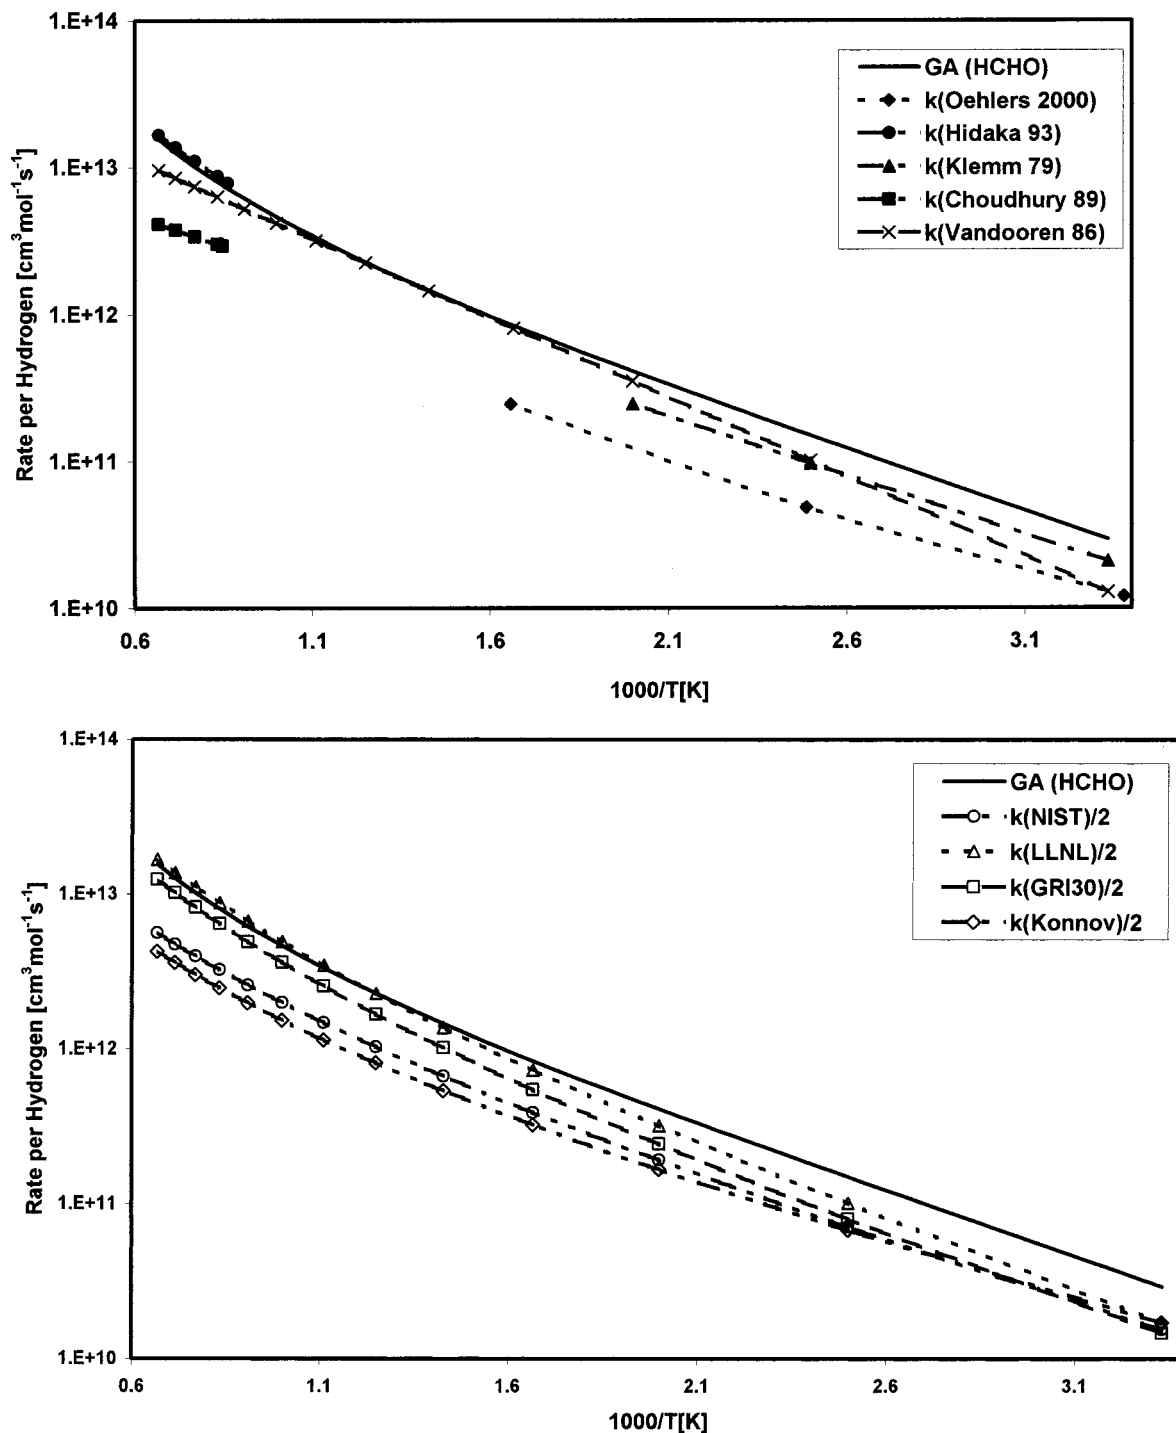 1.E+14
1.E+13
1.E+12
1.E+11
1.E+10
Rate per Hydrogen [cm³mol⁻¹s⁻¹]
GA (HCHO)
k(Oehlers 2000)
k(Hidaka 93)
k(Klemm 79)
k(Choudhury 89)
k(Vandooren 86)
0.6 1.1 1.6 2.1 2.6 3.1
1000/T[K]
1.E+14
1.E+13
1.E+12
1.E+11
1.E+10
Rate per Hydrogen [cm³mol⁻¹s⁻¹]
GA (HCHO)
k(NIST)/2
k(LLNL)/2
k(GRI30)/2
k(Konnov)/2
0.6 1.1 1.6 2.1 2.6 3.1
1000/T[K]